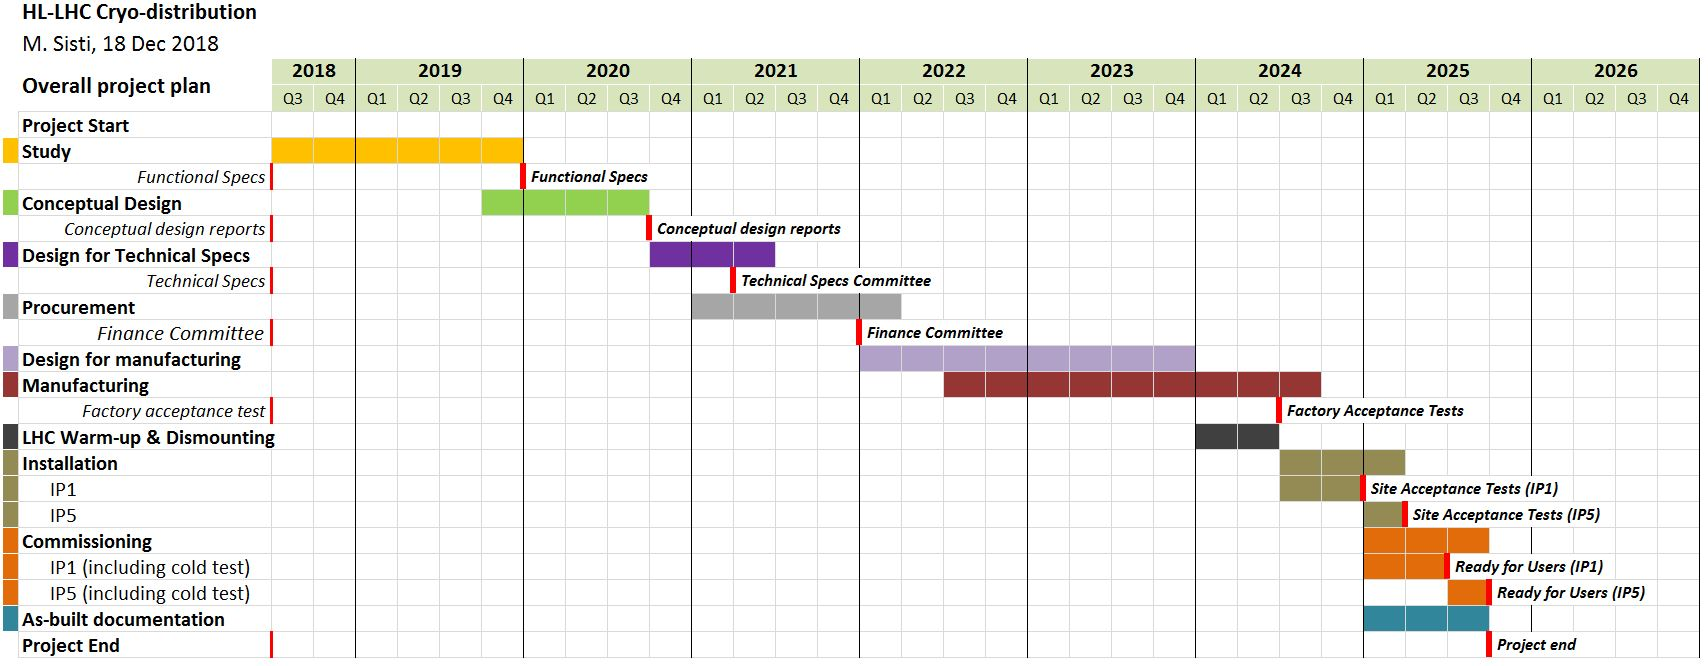 HL-LHC Cryo-distribution
M. Sisti, 18 Dec 2018
Overall project plan
2018 2019 2020 2021 2022 2023 2024 2025 2026
Q3 Q4 Q1 Q2 Q3 Q4 Q1 Q2 Q3 Q4 Q1 Q2 Q3 Q4 Q1 Q2 Q3 Q4 Q1 Q2 Q3 Q4 Q1 Q2 Q3 Q4 Q1 Q2 Q3 Q4 Q1 Q2 Q3 Q4
Project Start
Study
Functional Specs Functional Specs
Conceptual Design
Conceptual design reports Conceptual design reports
Design for Technical Specs
Technical Specs Technical Specs Committee
Procurement
Finance Committee Finance Committee
Design for manufacturing
Manufacturing
Factory acceptance test Factory Acceptance Tests
LHC Warm-up & Dismounting
Installation
IP1 Site Acceptance Tests (IP1)
IP5 Site Acceptance Tests (IP5)
Commissioning
IP1 (including cold test) Ready for Users (IP1)
IP5 (including cold test) Ready for Users (IP5)
As-built documentation
Project End Project end